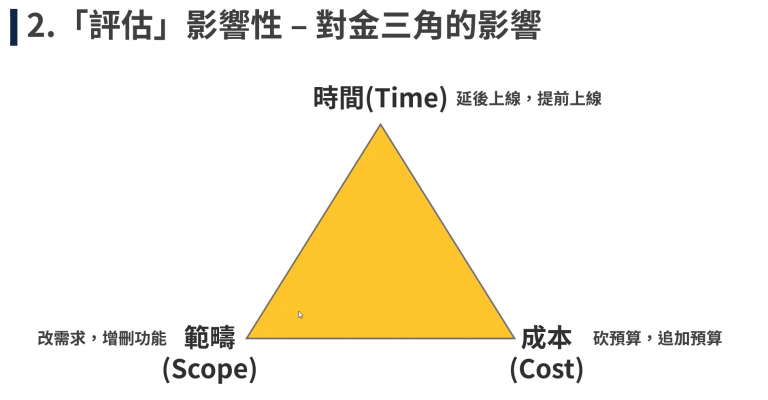 2.「評估」影響性 – 對金三角的影響
時間(Time) 延後上線，提前上線
改需求，增刪功能 範疇 成本 砍預算，追加預算
(Scope) (Cost)